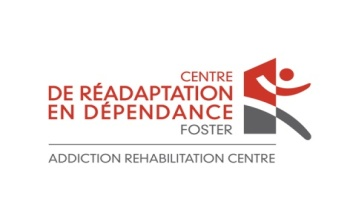 CENTRE
DE RÉADAPTATION
EN DÉPENDANCE
FOSTER
ADDICTION REHABILITATION CENTRE